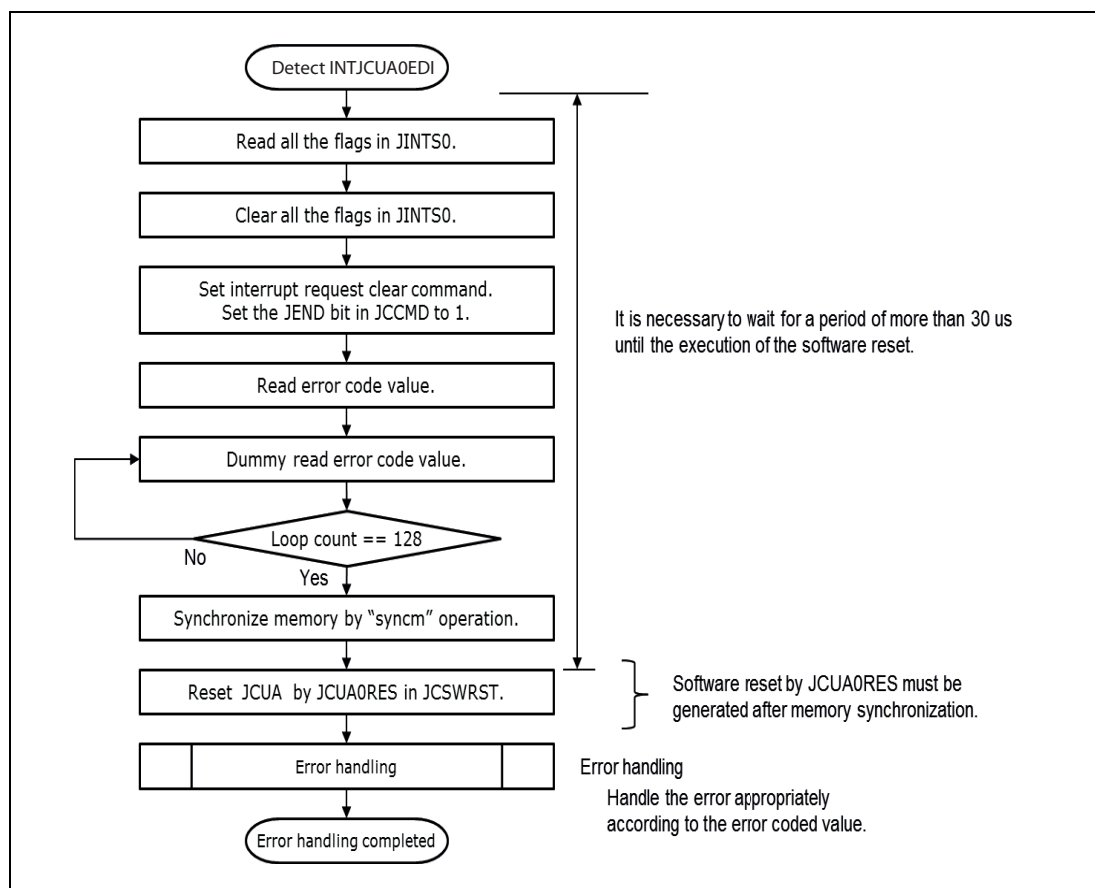 Detect INTJCUA0EDI
Read all the flags in JINTS0.
Clear all the flags in JINTS0.
Set interrupt request clear command.
Set the JEND bit in JCCMD to 1.
It is necessary to wait for a period of more than 30 us
until the execution of the software reset.
Read error code value.
Dummy read error code value.
Loop count == 128
No
Yes
Synchronize memory by “syncm” operation.
Reset JCUA by JCUA0RES in JCSWRST.
Software reset by JCUA0RES must be
generated after memory synchronization.
Error handling
Error handling
Handle the error appropriately
according to the error coded value.
Error handling completed